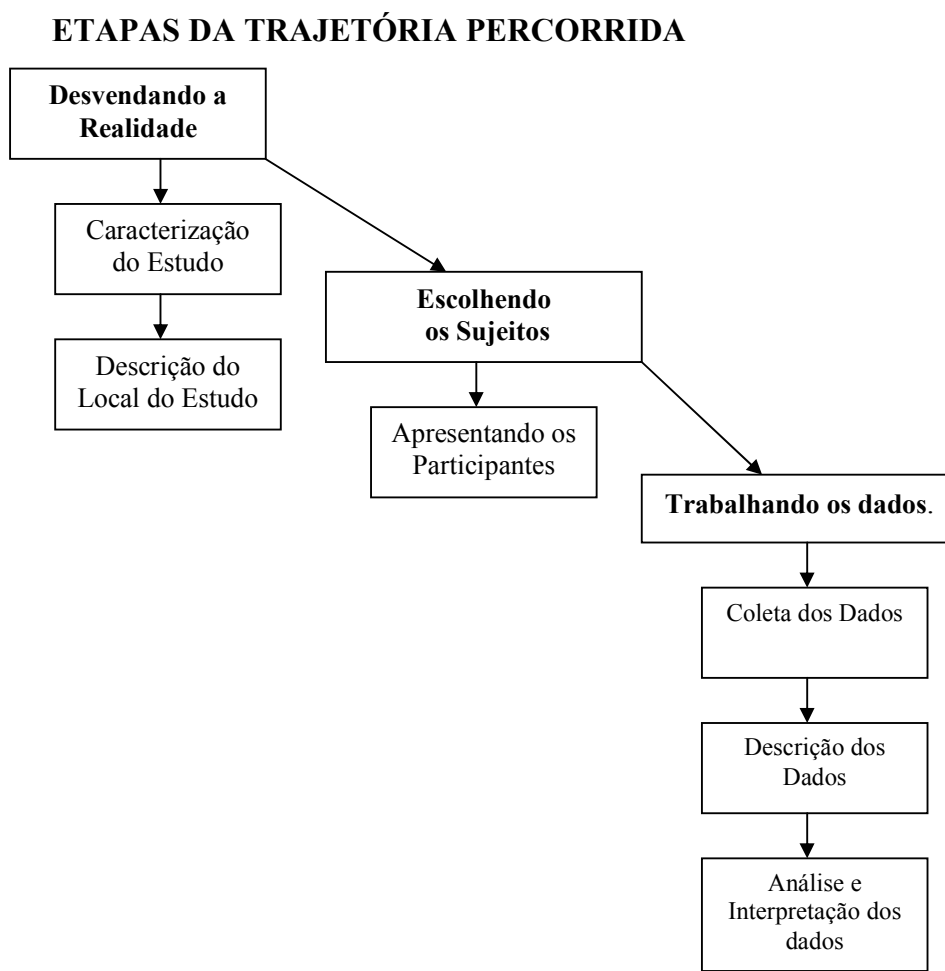 ETAPAS DA TRAJETÓRIA PERCORRIDA
Desvendando a
Realidade
Caracterização
do Estudo
Descrição do
Local do Estudo
Escolhendo
os Sujeitos
Apresentando os
Participantes
Trabalhando os dados.
Coleta dos Dados
Descrição dos
Dados
Análise e
Interpretação dos
dados